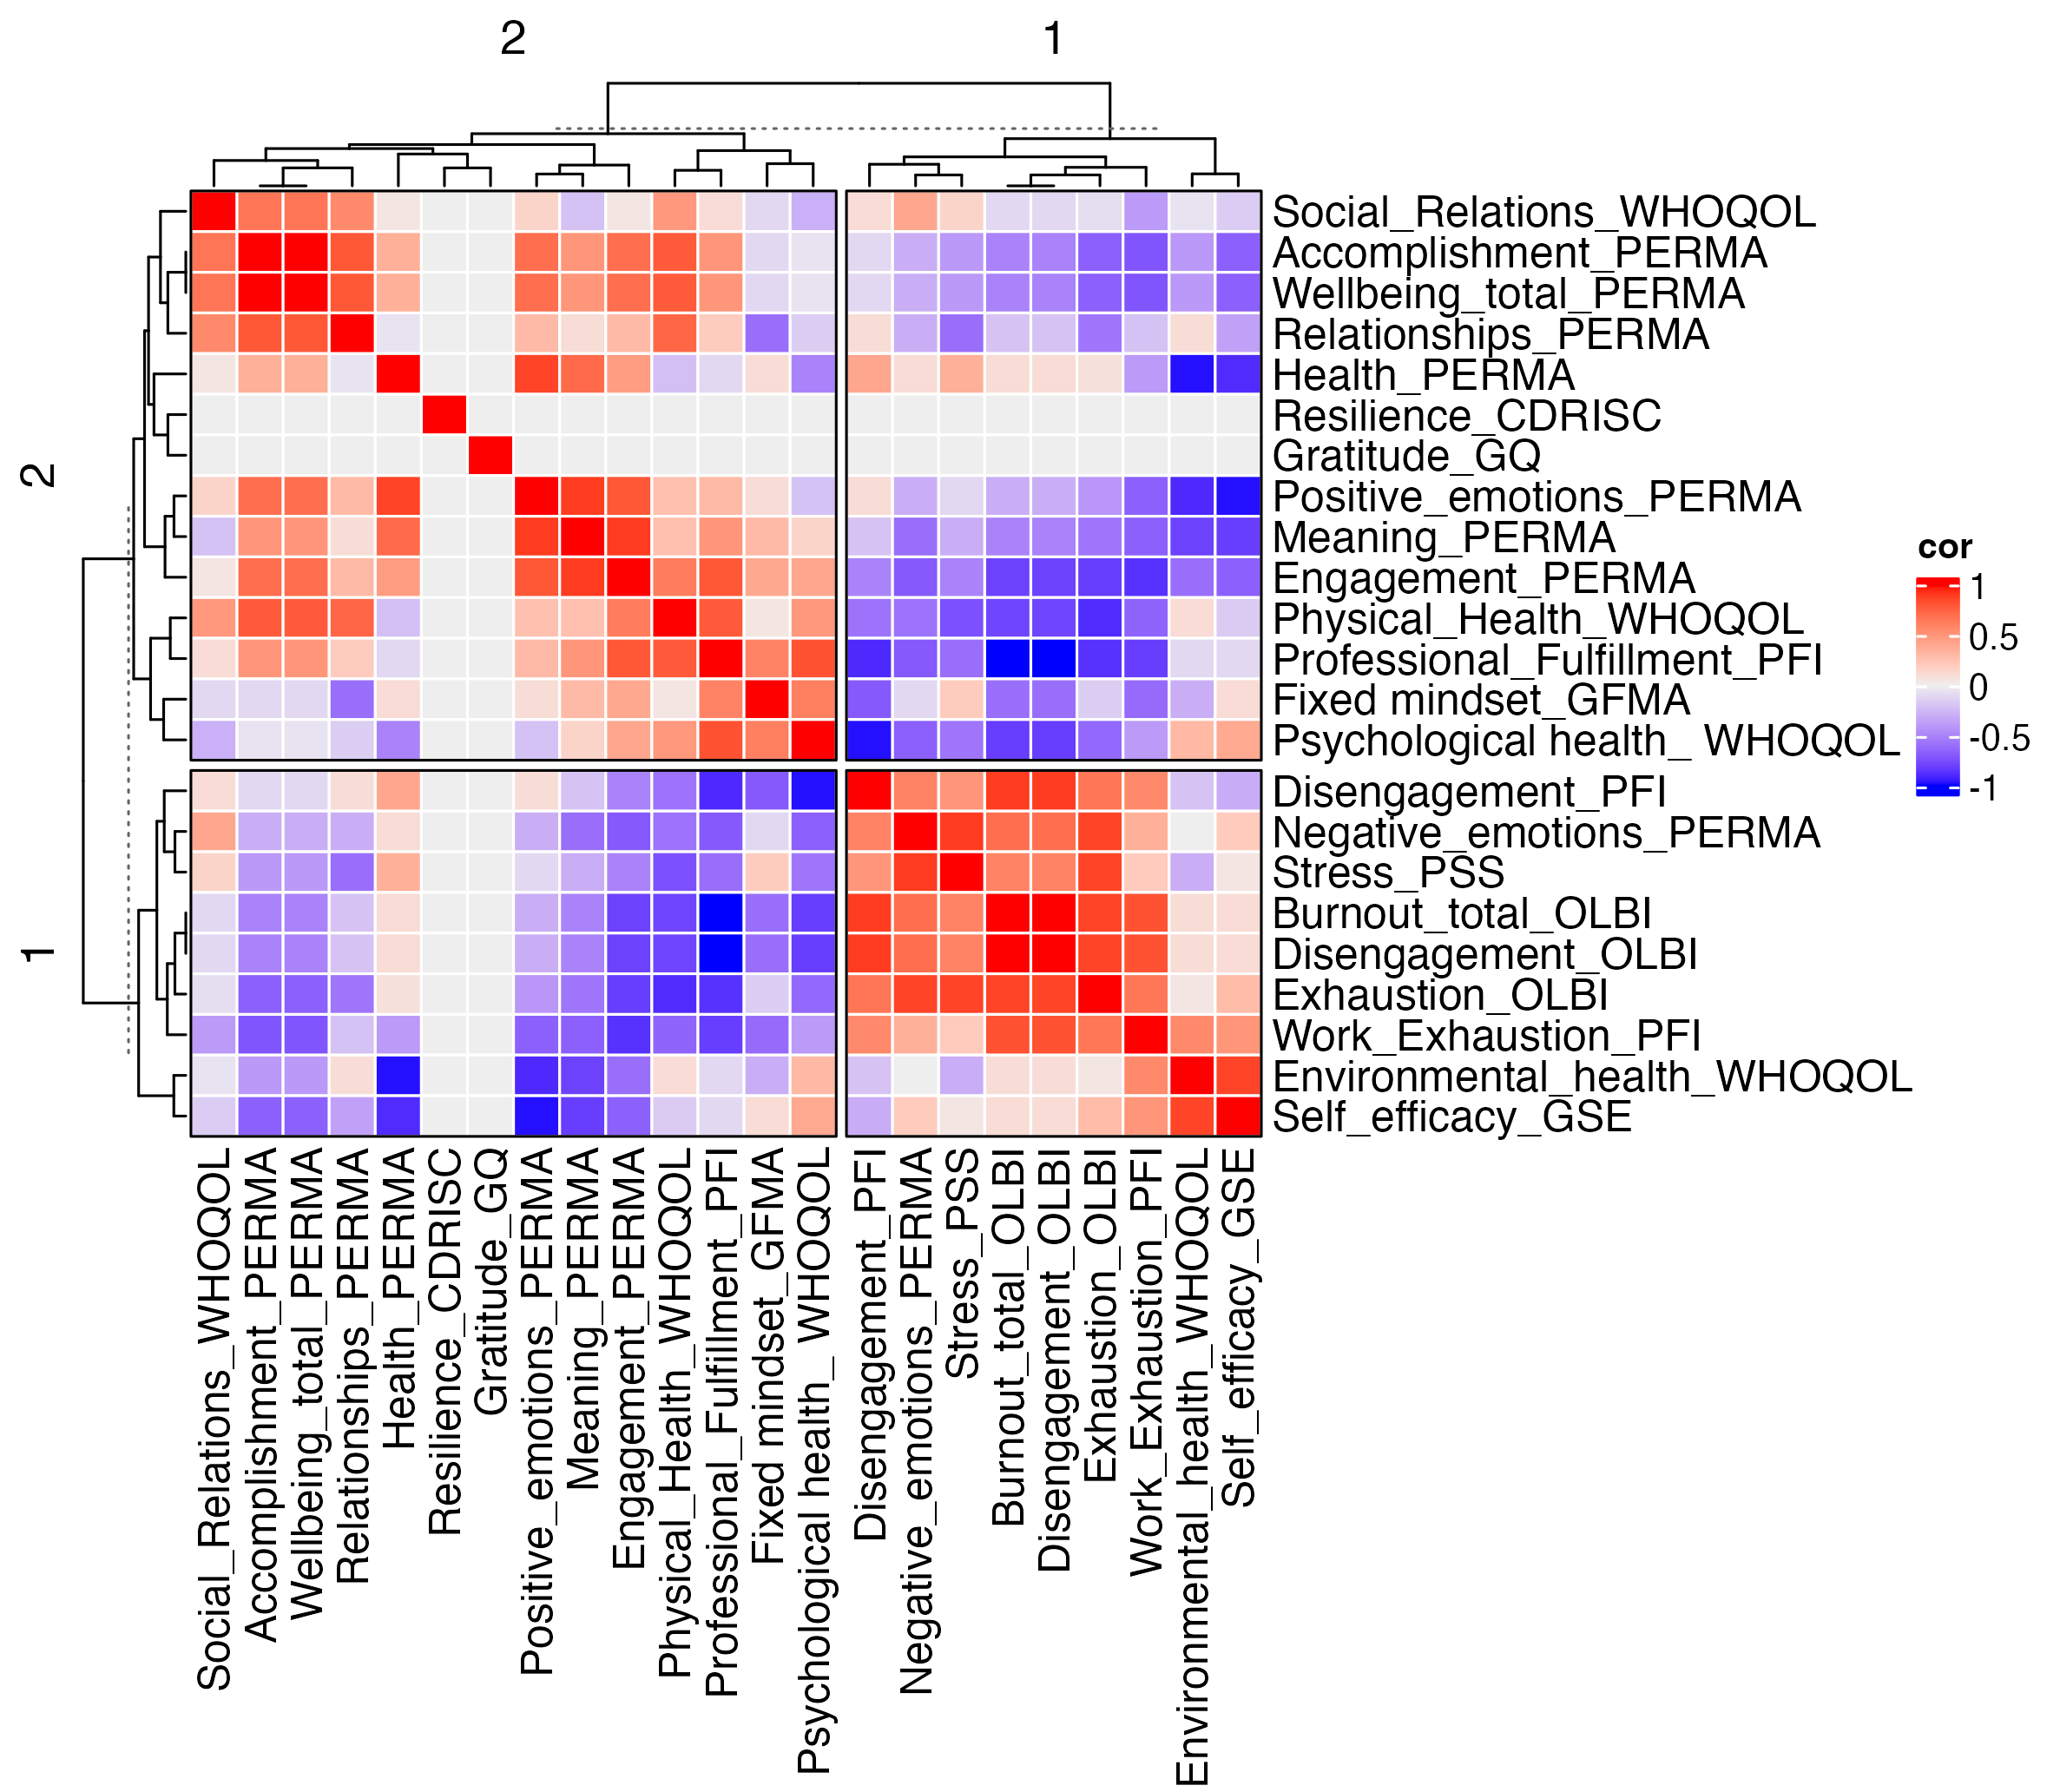 2
1
2
1
Social_Relations_WHOQOL
Accomplishment_PERMA
Wellbeing_total_PERMA
Relationships_PERMA
Health_PERMA
Resilience_CDRISC
Gratitude_GQ
Positive_emotions_PERMA
Meaning_PERMA
Engagement_PERMA
Physical_Health_WHOQOL
Professional_Fulfillment_PFI
Fixed mindset_GFMA
Psychological health_ WHOQOL
Disengagement_PFI
Negative_emotions_PERMA
Stress_PSS
Burnout_total_OLBI
Disengagement_OLBI
Exhaustion_OLBI
Work_Exhaustion_PFI
Environmental_health_WHOQOL
Self_efficacy_GSE
cor
1
0.5
0
-0.5
-1
Social_Relations_WHOQOL
Accomplishment_PERMA
Wellbeing_total_PERMA
Relationships_PERMA
Health_PERMA
Resilience_CDRISC
Gratitude_GQ
Positive_emotions_PERMA
Meaning_PERMA
Engagement_PERMA
Physical_Health_WHOQOL
Professional_Fulfillment_PFI
Fixed mindset_GFMA
Psychological health_ WHOQOL
Disengagement_PFI
Negative_emotions_PERMA
Stress_PSS
Burnout_total_OLBI
Disengagement_OLBI
Exhaustion_OLBI
Work_Exhaustion_PFI
Environmental_health_WHOQOL
Self_efficacy_GSE